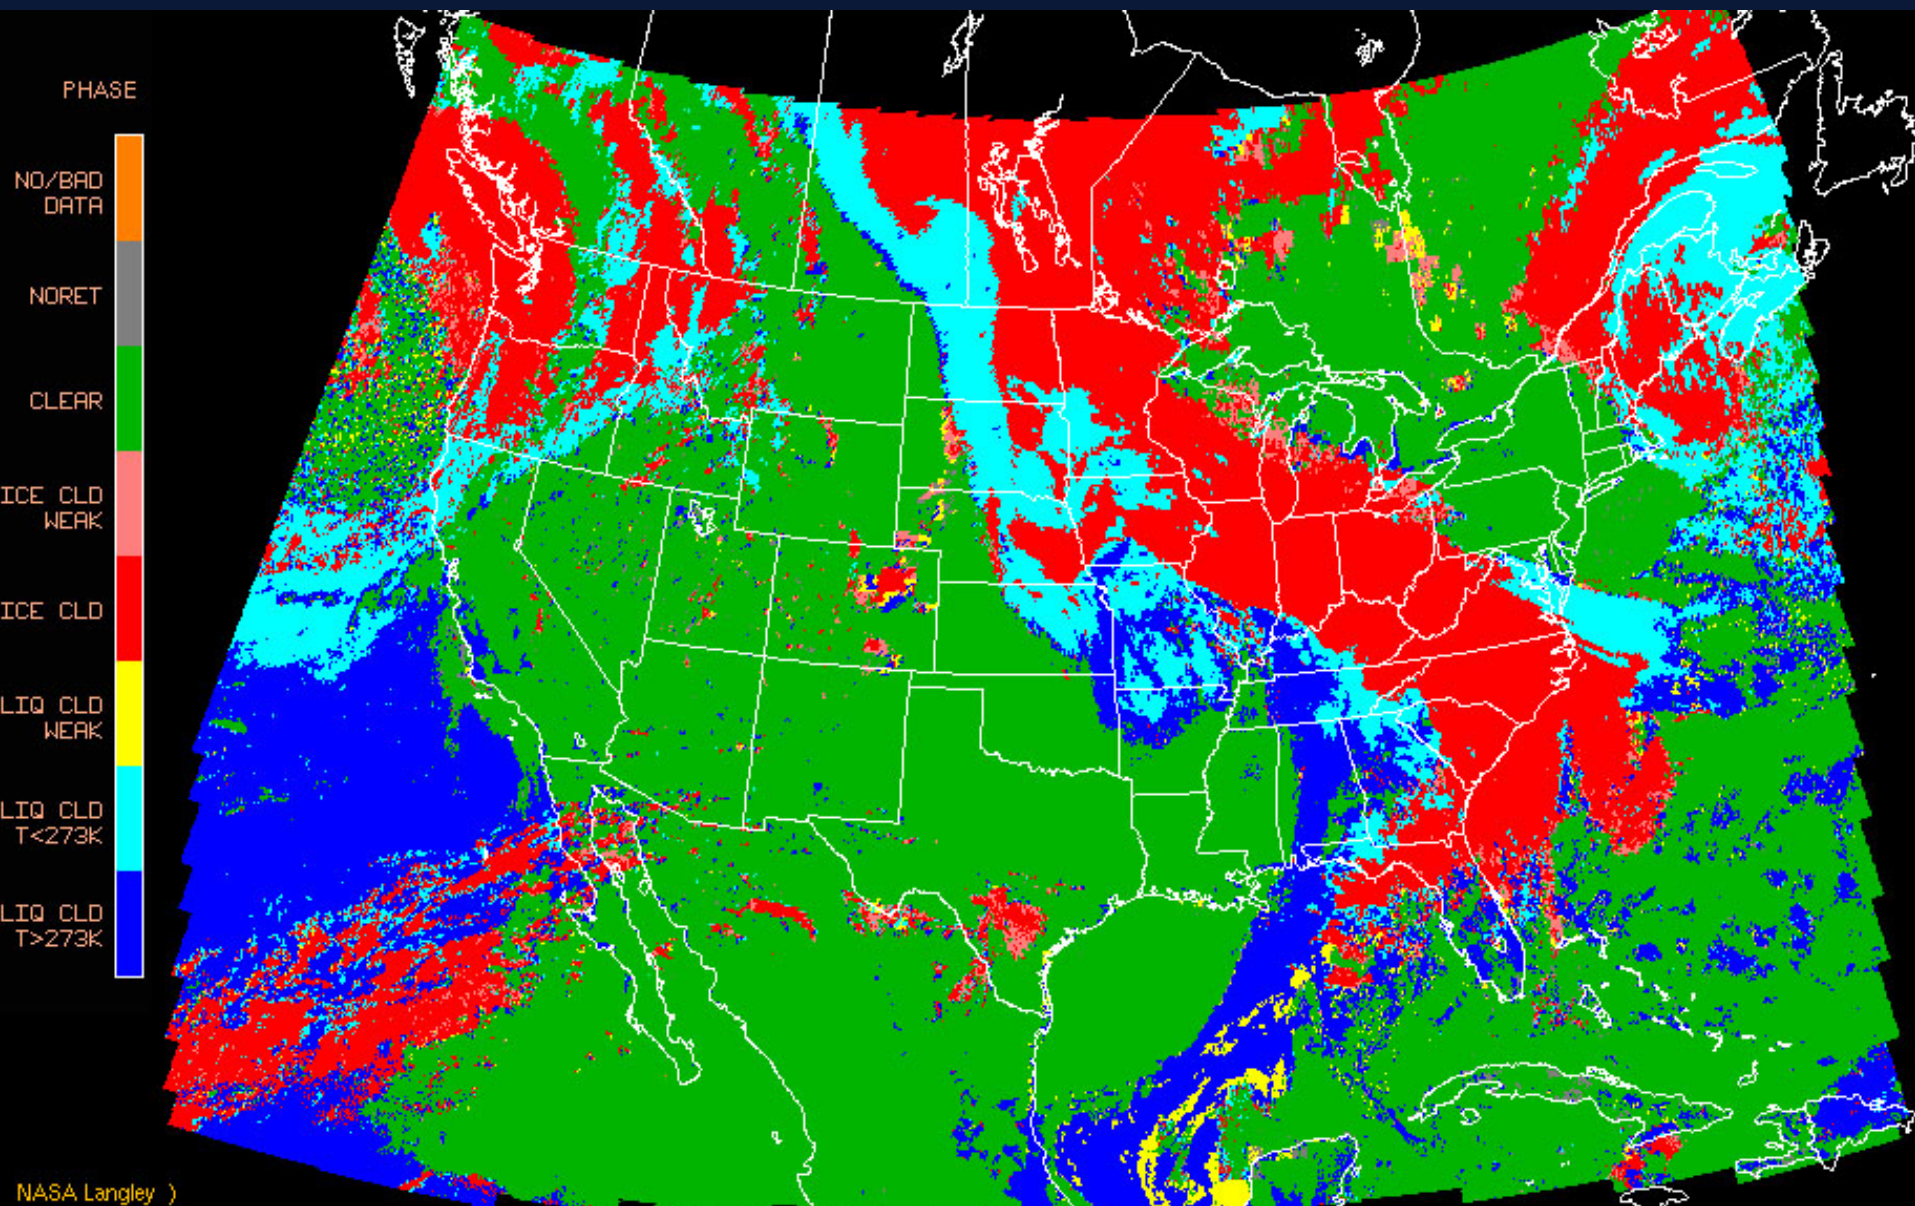 PHASE
NO/BAD
DATA
NORET
CLEAR
ICE CLD
WEAK
ICE CLD
LIQ CLD
WEAK
LIQ CLD
T<273K
LIQ CLD
T>273K
NASA Langley )